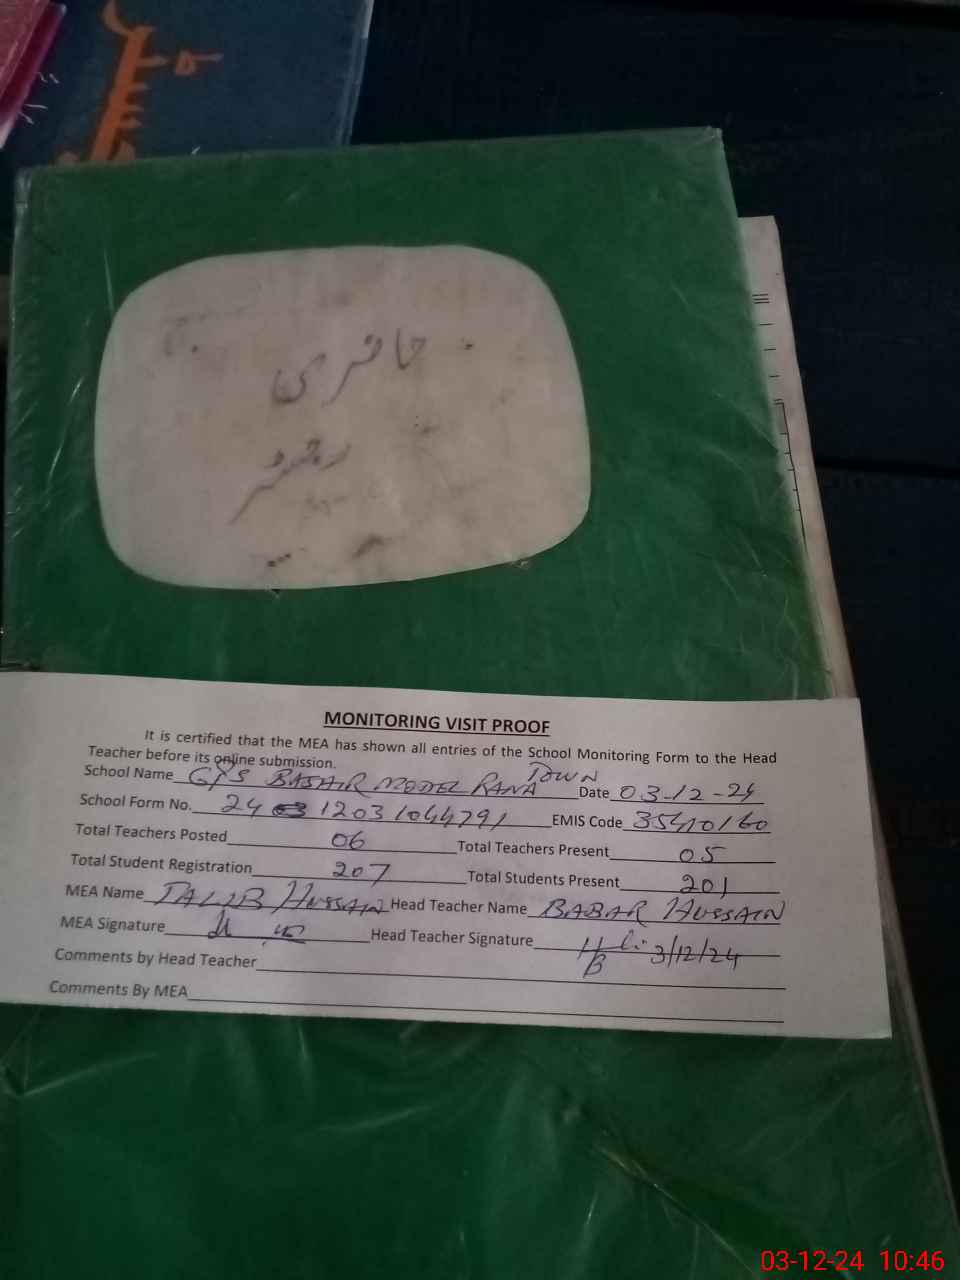 حاضری
رجسٹر
MONITORING VISIT PROOF
It is certified that the MEA has shown all entries of the School Monitoring Form to the Head
Teacher before its online submission.
School Name GPS BASHIR MODEL RANA TOWN Date 03-12-24
School Form No. 24 03 1203 1044791 EMIS Code 35410160
Total Teachers Posted 06 Total Teachers Present 05
Total Student Registration 207 Total Students Present 201
MEA Name TALIB HUSSAIN Head Teacher Name BABAR HUSSAIN
MEA Signature Head Teacher Signature 3/12/24
Comments by Head Teacher
Comments By MEA
03-12-24 10:46